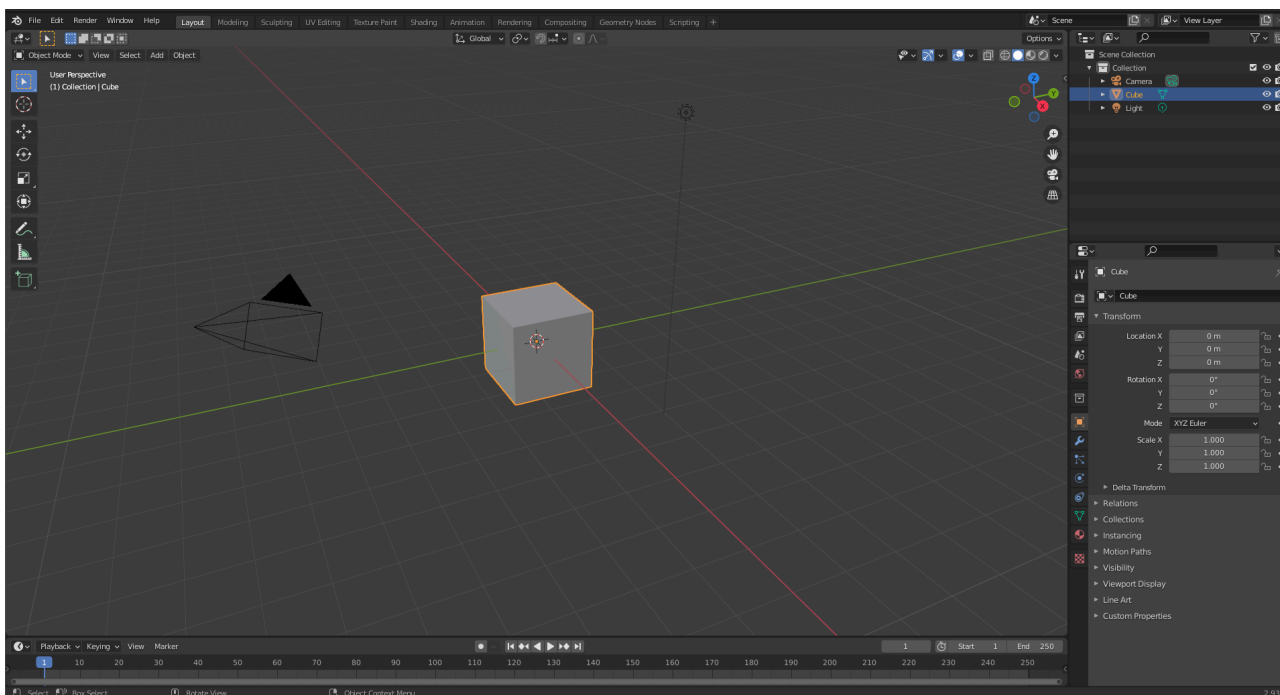 File Edit Render Window Help Layout Modeling Sculpting UV Editing Texture Paint Shading Animation Rendering Compositing Geometry Nodes Scripting + Scene View Layer
Global Options
Object Mode View Select Add Object
User Perspective
(1) Collection | Cube
Z
Y
X
Scene Collection
Collection
Camera
Cube
Light
Cube
Cube
Transform
Location X 0 m
Y 0 m
Z 0 m
Rotation X 0°
Y 0°
Z 0°
Mode XYZ Euler
Scale X 1.000
Y 1.000
Z 1.000
Delta Transform
Relations
Collections
Instancing
Motion Paths
Visibility
Viewport Display
Line Art
Custom Properties
Playback Keying View Marker 1 Start 1 End 250
1 10 20 30 40 50 60 70 80 90 100 110 120 130 140 150 160 170 180 190 200 210 220 230 240 250
Select Box Select Rotate View Object Context Menu